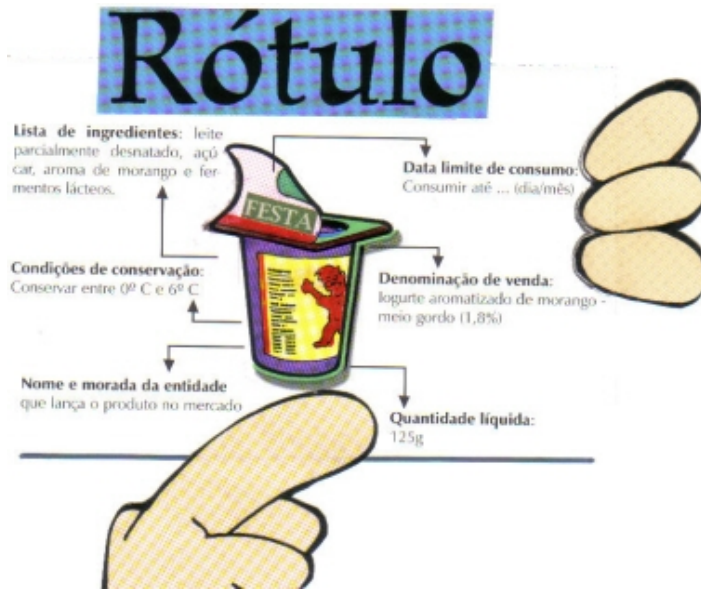 Rótulo
Lista de ingredientes: leite
parcialmente desnatado, açú
car, aroma de morango e fer-
mentos lácteos.
Data limite de consumo:
Consumir até ... (dia/mês)
FESTA
Condições de conservação:
Conservar entre 0º C e 6º C
Denominação de venda:
Iogurte aromatizado de morango -
meio gordo (1,8%)
Nome e morada da entidade
que lança o produto no mercado
Quantidade líquida:
125g